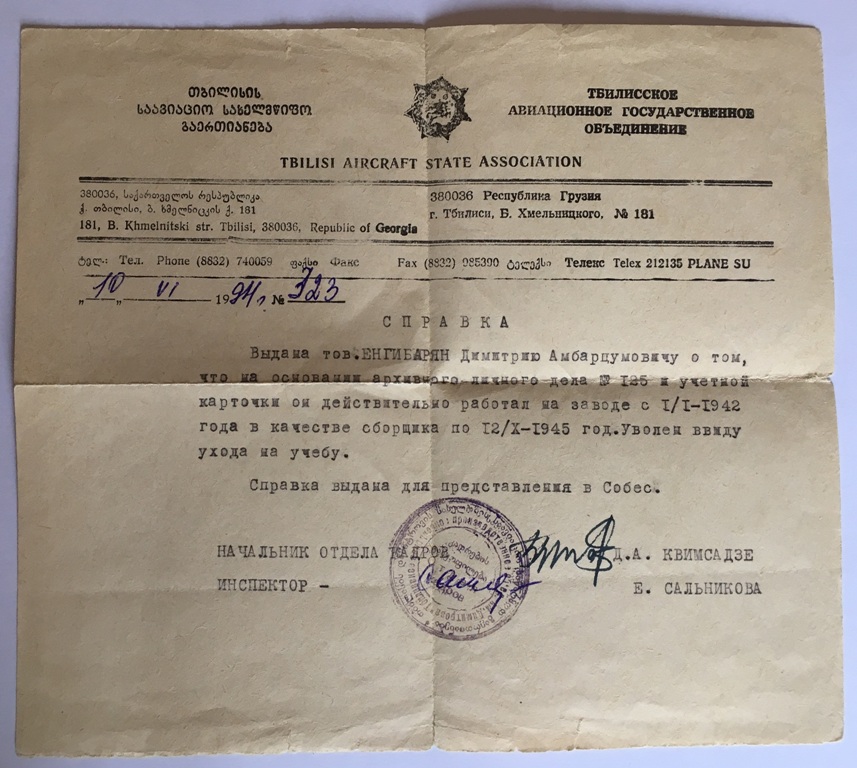 თბილისის
საავიაციო სახელმწიფო
გაერთიანება
ТБИЛИССКОЕ
АВИАЦИОННОЕ ГОСУДАРСТВЕННОЕ
ОБЪЕДИНЕНИЕ
TBILISI AIRCRAFT STATE ASSOCIATION
380036, საქართველოს რესპუბლიკა
ქ. თბილისი, ბ. ხმელნიცკის ქ. 181
181, B. Khmelnitski str. Tbilisi, 380036, Republic of Georgia
380036 Республика Грузия
г. Тбилиси, Б. Хмельницкого, № 181
ტელ.: Тел. Phone (8832) 740059 ფაქსი Факс Fax (8832) 985390 ტელექსი Телекс Telex 212135 PLANE SU
„ 10 „ VI 1994г. № 323
СПРАВКА
Выдана тов.ЕНГИБАРЯН Димитрию Амбарцумовичу о том,
что на основании архивного личного дела № 125 и учетной
карточки он действительно работал на заводе с I/I-1942
года в качестве сборщика по I2/X-1945 год.Уволен ввиду
ухода на учебу.
Справка выдана для представления в Собес.
НАЧАЛЬНИК ОТДЕЛА КАДРОВ Д.А. КВИМСАДЗЕ
ИНСПЕКТОР - Е. САЛЬНИКОВА